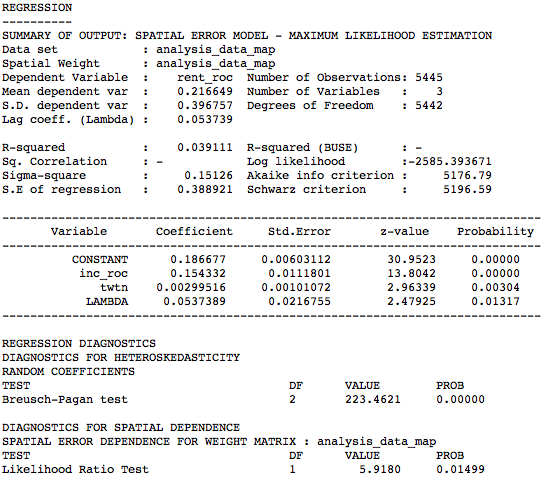 REGRESSION
----------
SUMMARY OF OUTPUT: SPATIAL ERROR MODEL - MAXIMUM LIKELIHOOD ESTIMATION
Data set : analysis_data_map
Spatial Weight : analysis_data_map
Dependent Variable : rent_roc Number of Observations: 5445
Mean dependent var : 0.216649 Number of Variables : 3
S.D. dependent var : 0.396757 Degrees of Freedom : 5442
Lag coeff. (Lambda) : 0.053739
R-squared : 0.039111 R-squared (BUSE) : -
Sq. Correlation : - Log likelihood :-2585.393671
Sigma-square : 0.15126 Akaike info criterion : 5176.79
S.E of regression : 0.388921 Schwarz criterion : 5196.59
-----------------------------------------------------------------------
Variable Coefficient Std.Error z-value Probability
-----------------------------------------------------------------------
CONSTANT 0.186677 0.00603112 30.9523 0.00000
inc_roc 0.154332 0.0111801 13.8042 0.00000
twtn 0.00299516 0.00101072 2.96339 0.00304
LAMBDA 0.0537389 0.0216755 2.47925 0.01317
-----------------------------------------------------------------------
REGRESSION DIAGNOSTICS
DIAGNOSTICS FOR HETEROSKEDASTICITY
RANDOM COEFFICIENTS
TEST DF VALUE PROB
Breusch-Pagan test 2 223.4621 0.00000
DIAGNOSTICS FOR SPATIAL DEPENDENCE
SPATIAL ERROR DEPENDENCE FOR WEIGHT MATRIX : analysis_data_map
TEST DF VALUE PROB
Likelihood Ratio Test 1 5.9180 0.01499